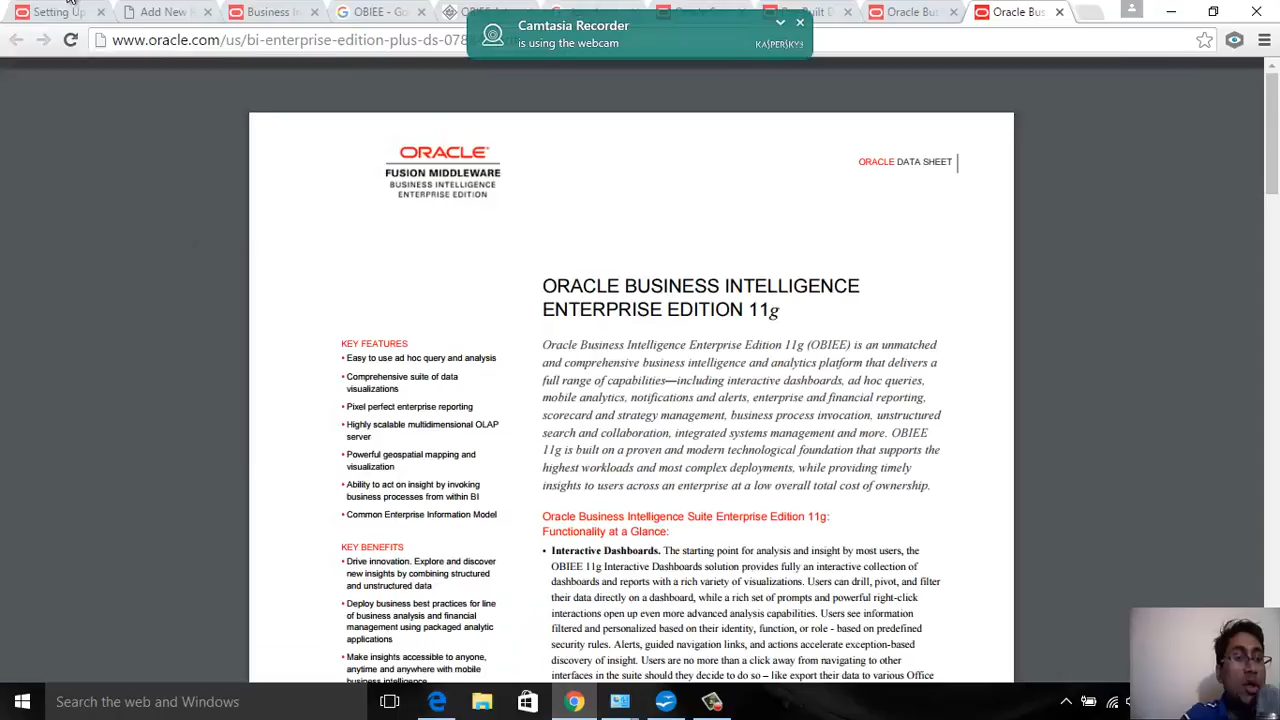 Setting Up
Add New
Business In
OBIEE - Go
Oracle Bus
Oracle Bus
Camtasia Recorder
is using the webcam
KASPERSKY
www.oracle.com/us/bi-enterprise-edition-plus-ds-078
ORACLE
FUSION MIDDLEWARE
BUSINESS INTELLIGENCE
ENTERPRISE EDITION
ORACLE DATA SHEET
ORACLE BUSINESS INTELLIGENCE
ENTERPRISE EDITION 11g
Oracle Business Intelligence Enterprise Edition 11g (OBIEE) is an unmatched
and comprehensive business intelligence and analytics platform that delivers a
full range of capabilities—including interactive dashboards, ad hoc queries,
mobile analytics, notifications and alerts, enterprise and financial reporting,
scorecard and strategy management, business process invocation, unstructured
search and collaboration, integrated systems management and more. OBIEE
11g is built on a proven and modern technological foundation that supports the
highest workloads and most complex deployments, while providing timely
insights to users across an enterprise at a low overall total cost of ownership.
KEY FEATURES
• Easy to use ad hoc query and analysis
• Comprehensive suite of data
visualizations
• Pixel perfect enterprise reporting
• Highly scalable multidimensional OLAP
server
• Powerful geospatial mapping and
visualization
• Ability to act on insight by invoking
business processes from within BI
• Common Enterprise Information Model
KEY BENEFITS
• Drive innovation. Explore and discover
new insights by combining structured
and unstructured data
• Deploy business best practices for line
of business analysis and financial
management using packaged analytic
applications
• Make insights accessible to anyone,
anytime and anywhere with mobile
business intelligence
Oracle Business Intelligence Suite Enterprise Edition 11g:
Functionality at a Glance:
• Interactive Dashboards. The starting point for analysis and insight by most users, the
OBIEE 11g Interactive Dashboards solution provides fully an interactive collection of
dashboards and reports with a rich variety of visualizations. Users can drill, pivot, and filter
their data directly on a dashboard, while a rich set of prompts and powerful right-click
interactions open up even more advanced analysis capabilities. Users see information
filtered and personalized based on their identity, function, or role - based on predefined
security rules. Alerts, guided navigation links, and actions accelerate exception-based
discovery of insight. Users are no more than a click away from navigating to other
interfaces in the suite should they decide to do so – like export their data to various Office
Search the web and Windows